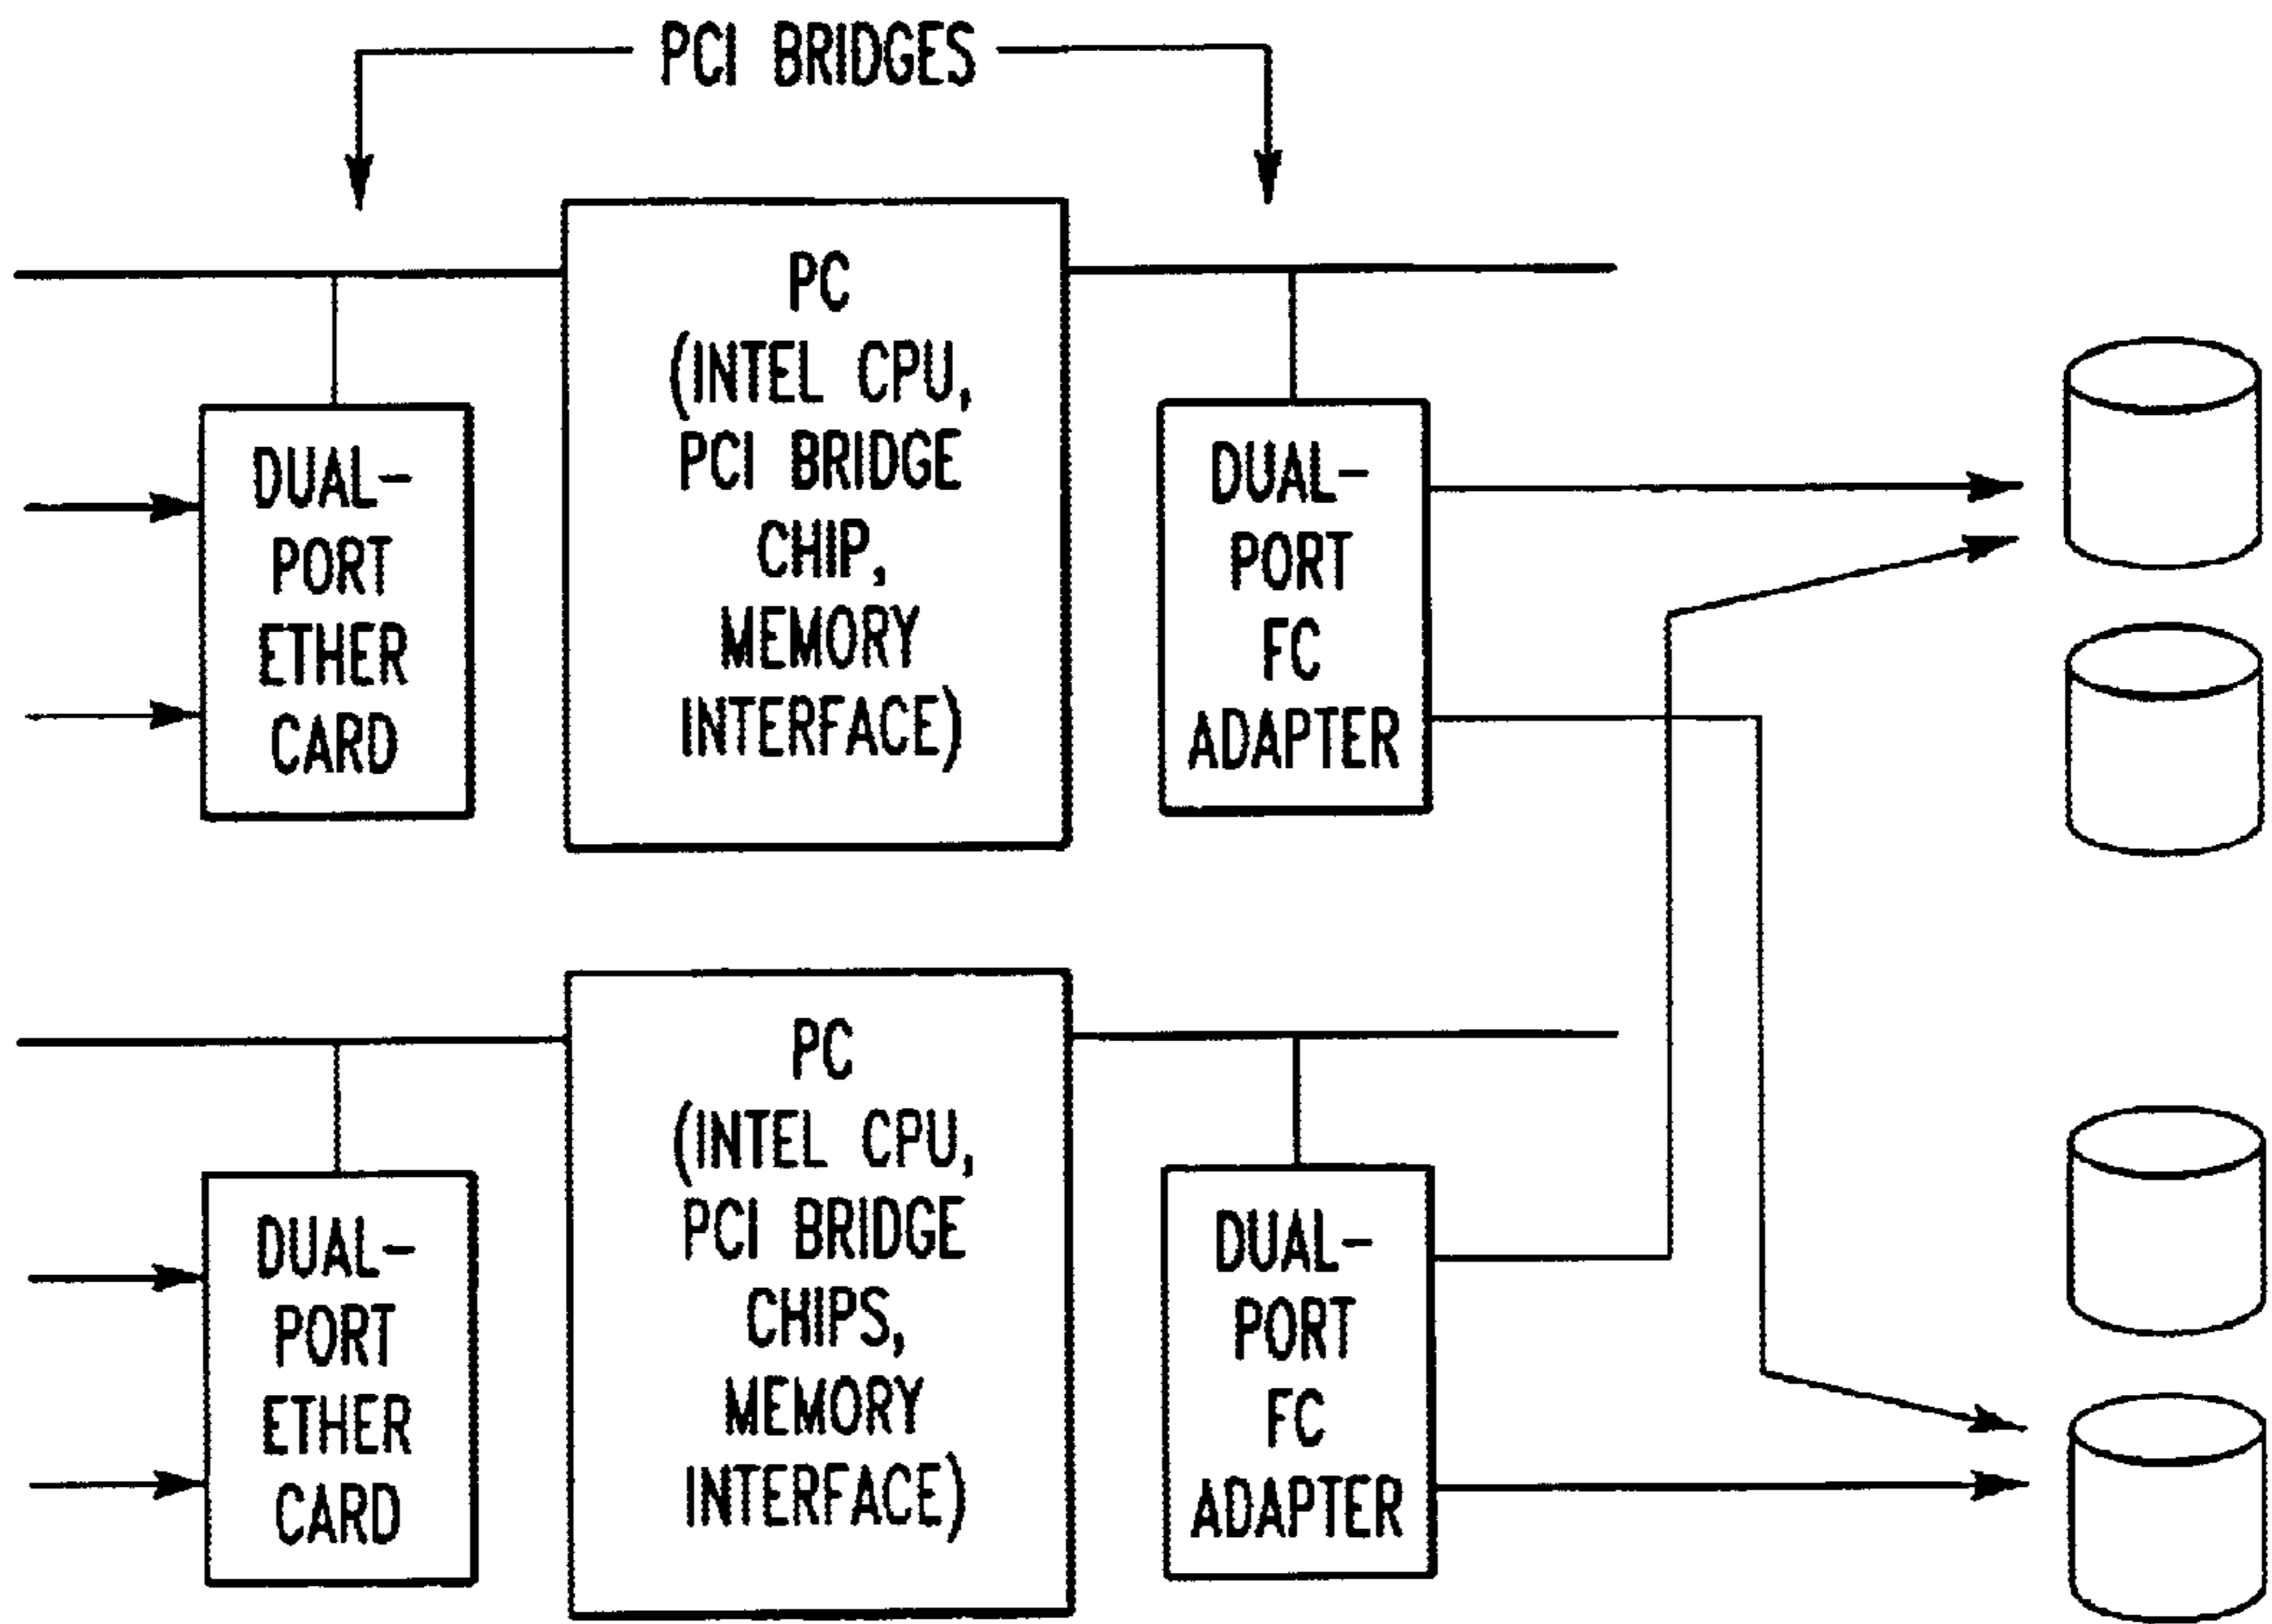 PCI BRIDGES
PC
(INTEL CPU,
PCI BRIDGE
CHIP,
MEMORY
INTERFACE)
DUAL-
PORT
ETHER
CARD
DUAL-
PORT
FC
ADAPTER
PC
(INTEL CPU,
PCI BRIDGE
CHIPS,
MEMORY
INTERFACE)
DUAL-
PORT
ETHER
CARD
DUAL-
PORT
FC
ADAPTER